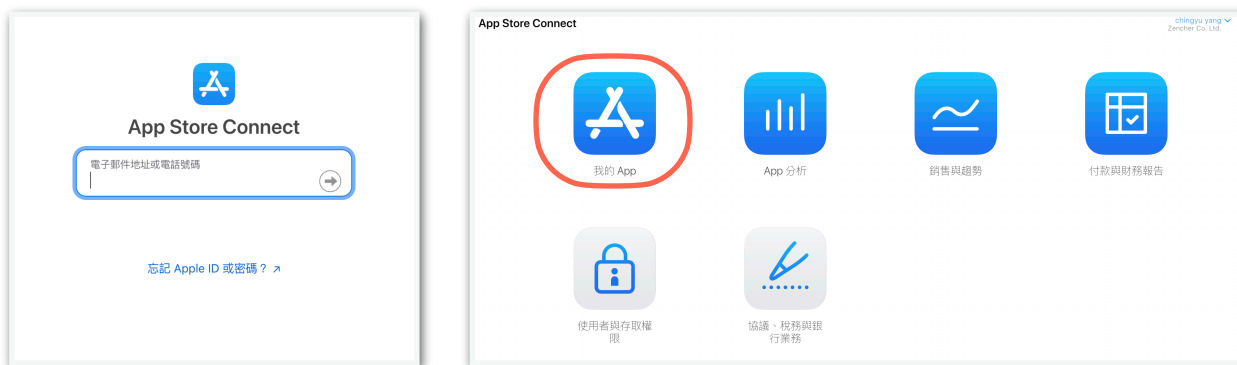 App Store Connect
電子郵件地址或電話號碼
忘記 Apple ID 或密碼？ ↗
App Store Connect
chingyu yang
Zencher Co. Ltd.
我的 App
App 分析
銷售與趨勢
付款與財務報告
使用者與存取權
限
協議、稅務與銀
行業務